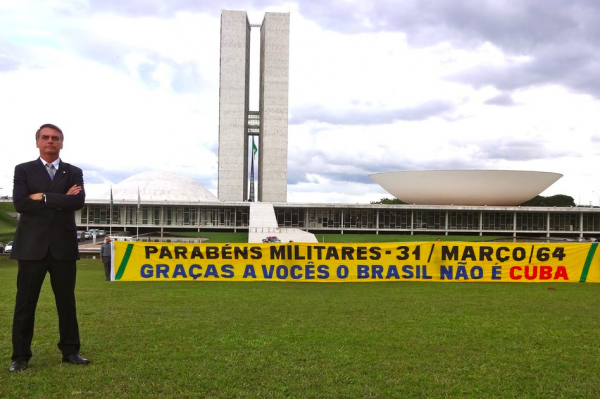 PARABÉNS MILITARES - 31 / MARÇO / 64
GRAÇAS A VOCÊS O BRASIL NÃO É CUBA